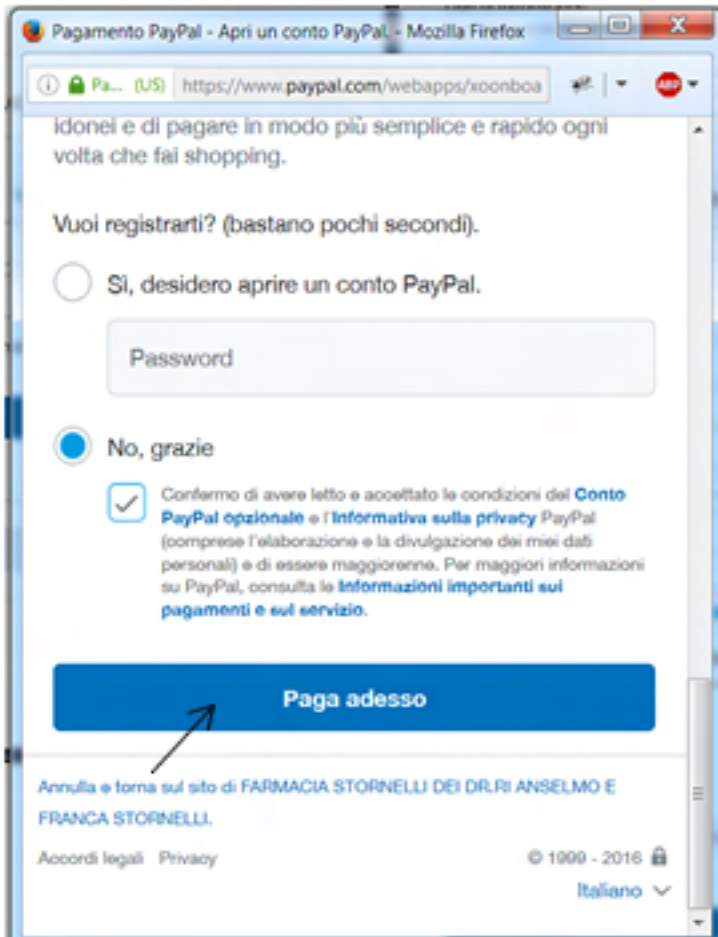 Pagamento PayPal - Apri un conto PayPal. - Mozilla Firefox
Pa... (US) https://www.paypal.com/webapps/xoonboa
ABP
idonei e di pagare in modo più semplice e rapido ogni
volta che fai shopping.
Vuoi registrarti? (bastano pochi secondi).
Sì, desidero aprire un conto PayPal.
Password
No, grazie
Confermo di avere letto e accettato le condizioni del Conto
PayPal opzionale e l'Informativa sulla privacy PayPal
(comprese l'elaborazione e la divulgazione dei miei dati
personali) e di essere maggiorenne. Per maggiori informazioni
su PayPal, consulta le Informazioni importanti sui
pagamenti e sul servizio.
Paga adesso
Annulla e torna sul sito di FARMACIA STORNELLI DEI DR.RI ANSELMO E
FRANCA STORNELLI.
Accordi legali Privacy
© 1999 - 2016
Italiano